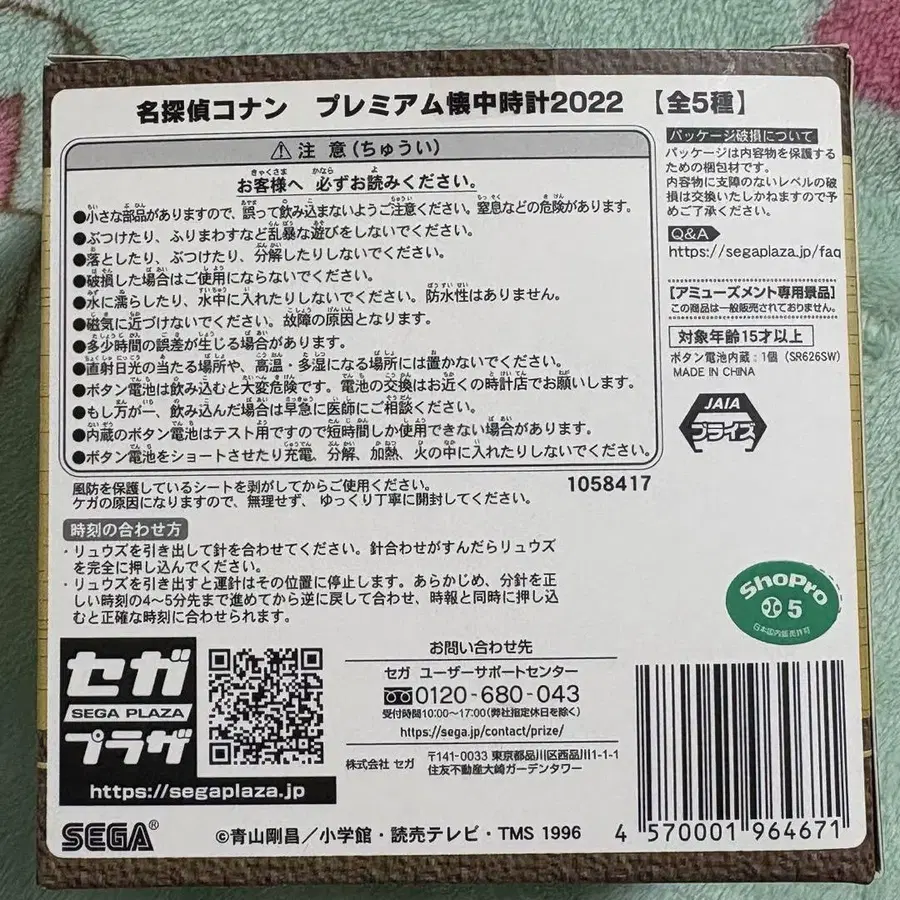 名探偵コナン プレミアム懐中時計2022 【全5種】
⚠注 意(ちゅうい)
お客様へ 必ずお読みください。
●小さな部品がありますので、誤って飲み込まないようご注意ください。窒息などの危険があります。
●ぶつけたり、ふりまわすなど乱暴な遊びをしないでください。
●落としたり、ぶつけたり、分解したりしないでください。
●破損した場合はご使用にならないでください。
●水に濡らしたり、水中に入れたりしないでください。防水性はありません。
●磁気に近づけないでください。故障の原因となります。
●多少時間の誤差が生じる場合があります。
●直射日光の当たる場所や、高温・多湿になる場所には置かないでください。
●ボタン電池は飲み込むと大変危険です。電池の交換はお近くの時計店でお願いします。
●もし万が一、飲み込んだ場合は早急に医師にご相談ください。
●内蔵のボタン電池はテスト用ですので短時間しか使用できない場合があります。
●ボタン電池をショートさせたり充電、分解、加熱、火の中に入れたりしないでください。
風防を保護しているシートを剥がしてからご使用ください。
ケガの原因になりますので、無理せず、ゆっくり丁寧に開封してください。
1058417
時刻の合わせ方
・リュウズを引き出して針を合わせてください。針合わせがすんだらリュウズ
を完全に押し込んでください。
・リュウズを引き出すと運針はその位置に停止します。あらかじめ、分針を正
しい時刻の4〜5分先まで進めてから逆に戻して合わせ、時報と同時に押し込
むと正確な時刻に合わせられます。
パッケージ破損について
パッケージは内容物を保護する
ための梱包材です。
内容物に支障のないレベルの破
損は交換いたしかねますので予
めご了承ください。
Q&A
https://segaplaza.jp/faq
【アミューズメント専用景品】
この商品は一般販売されておりません。
対象年齢15才以上
ボタン電池内蔵:1個 (SR626SW)
MADE IN CHINA
JAIA
プライズ
ShoPro
5
日本国内販売許可
セガ
SEGA PLAZA
プラザ
https://segaplaza.jp
お問い合わせ先
セガ ユーザーサポートセンター
0120-680-043
受付時間10:00〜17:00(弊社指定休日を除く)
https://sega.jp/contact/prize/
株式会社 セガ 〒141-0033 東京都品川区西品川1-1-1
住友不動産大崎ガーデンタワー
SEGA®
©青山剛昌/小学館・読売テレビ・TMS 1996
4 570001 964671